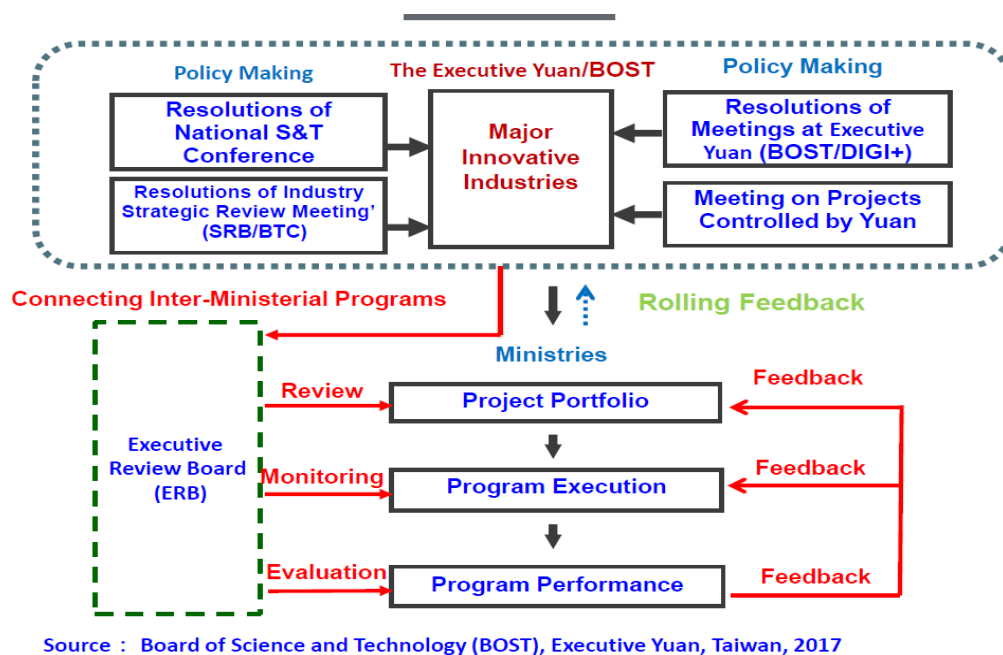 Policy Making
The Executive Yuan/BOST
Policy Making
Resolutions of
National S&T
Conference
Major
Innovative
Industries
Resolutions of
Meetings at Executive
Yuan (BOST/DIGI+)
Resolutions of Industry
Strategic Review Meeting'
(SRB/BTC)
Meeting on Projects
Controlled by Yuan
Connecting Inter-Ministerial Programs
Rolling Feedback
Ministries
Executive
Review Board
(ERB)
Review
Project Portfolio
Feedback
Monitoring
Program Execution
Feedback
Evaluation
Program Performance
Feedback
Source : Board of Science and Technology (BOST), Executive Yuan, Taiwan, 2017